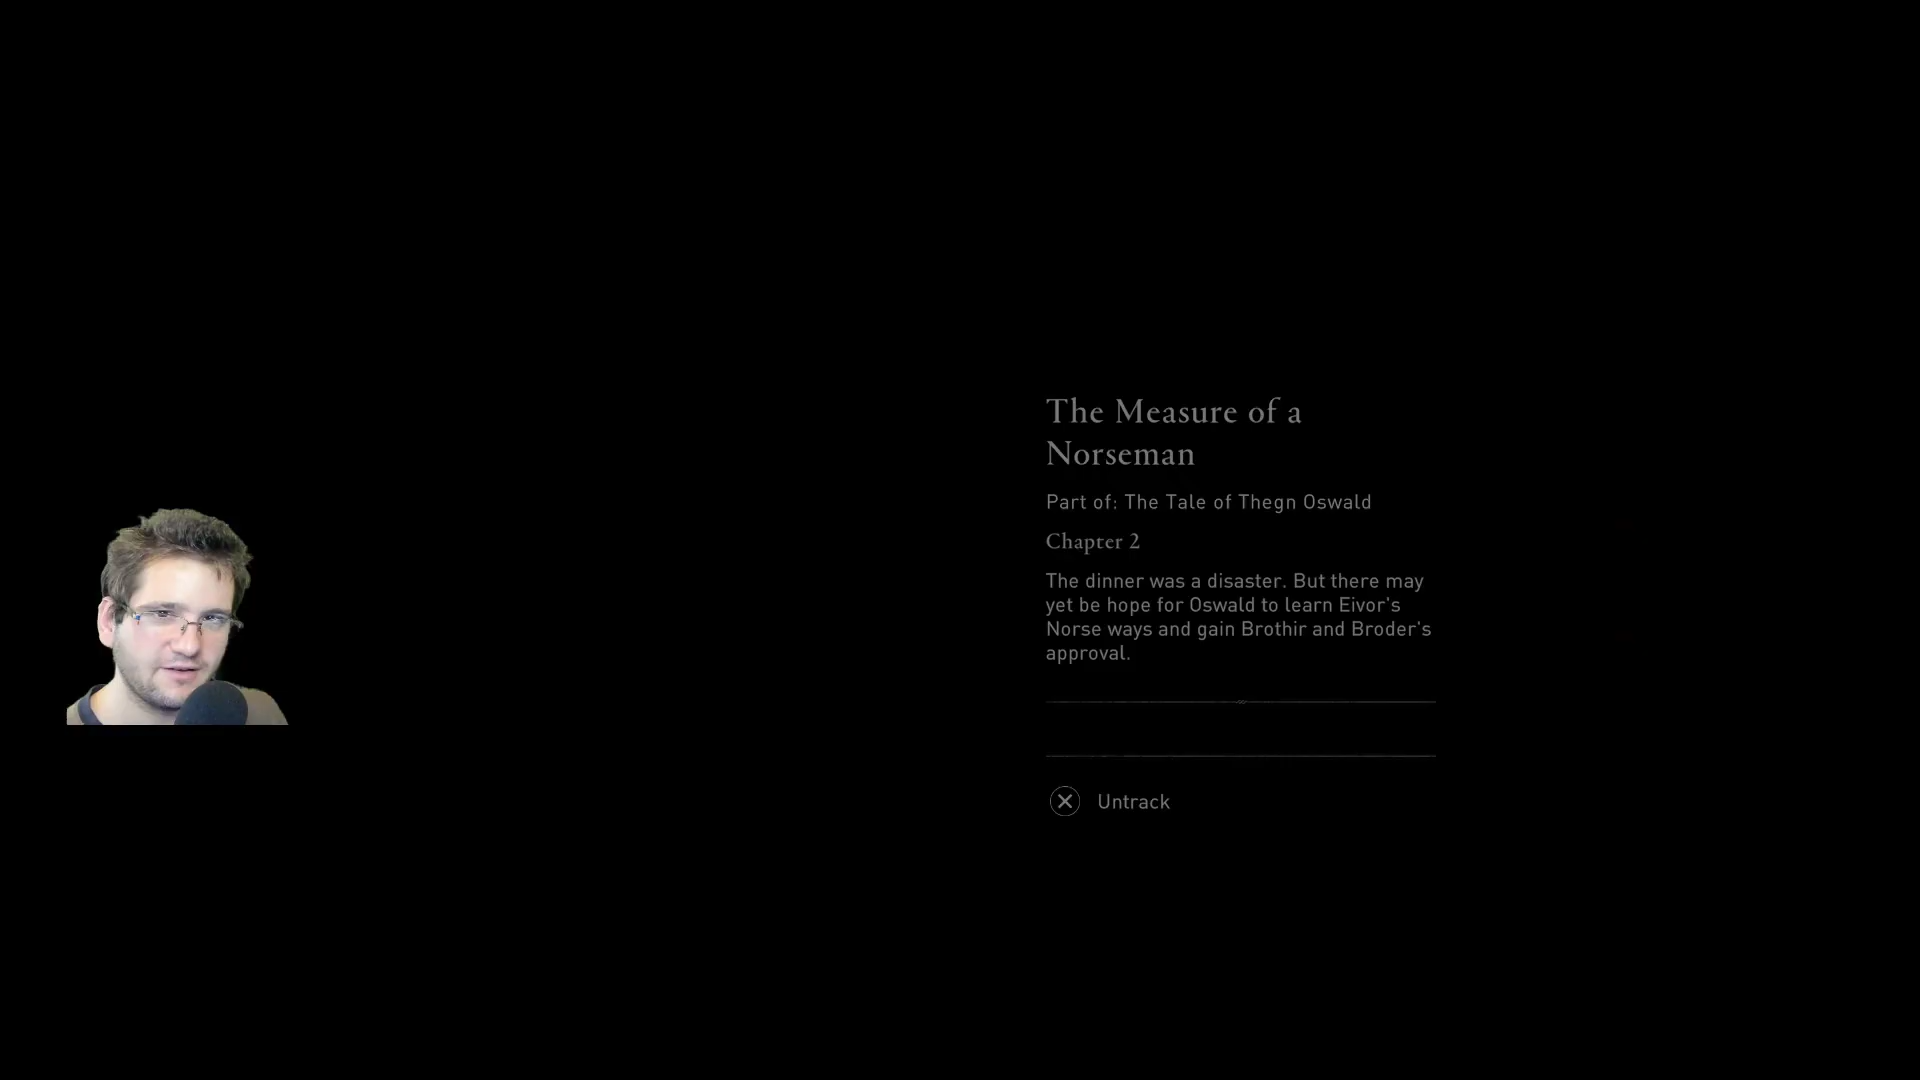 The Measure of a
Norseman
Part of: The Tale of Thegn Oswald
Chapter 2
The dinner was a disaster. But there may
yet be hope for Oswald to learn Eivor's
Norse ways and gain Brothir and Broder's
approval.
Untrack